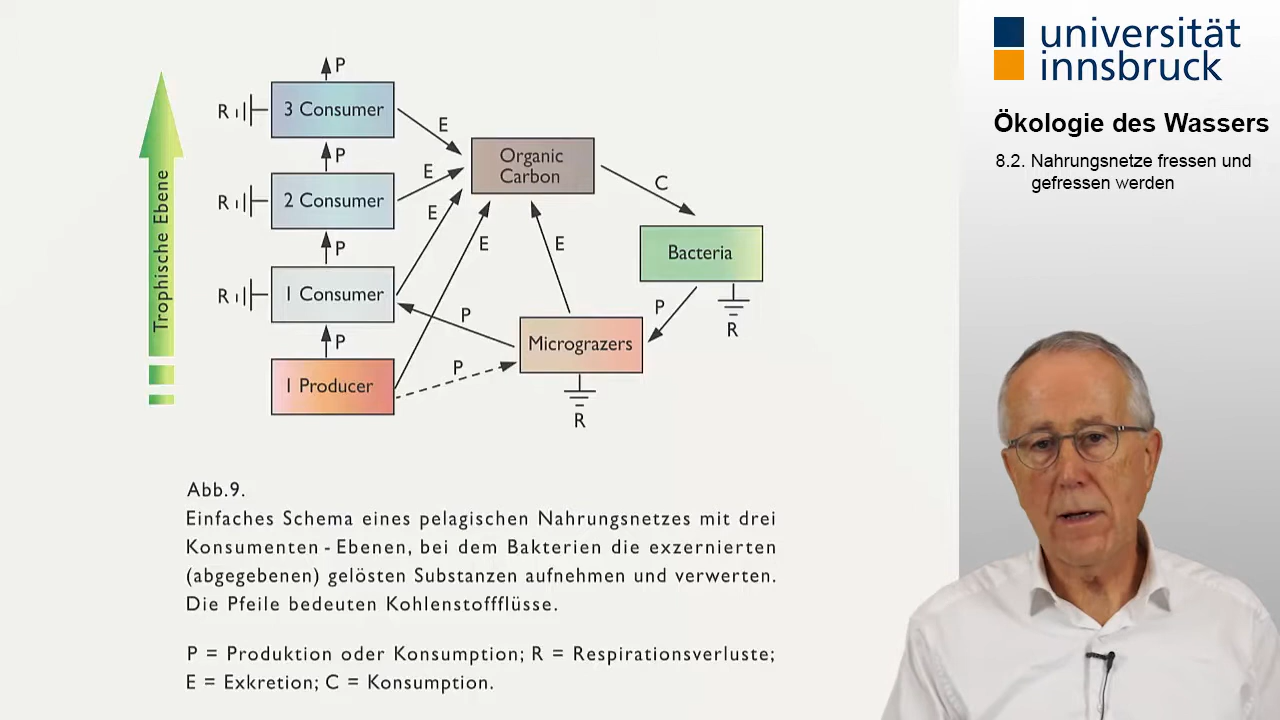 universität
innsbruck
Ökologie des Wassers
8.2. Nahrungsnetze fressen und
gefressen werden
Trophische Ebene
P
R
3 Consumer
E
P
R
2 Consumer
E
P
R
1 Consumer
E
P
1 Producer
E
P
P
Organic
Carbon
C
Bacteria
R
P
E
Micrograzers
R
Abb.9.
Einfaches Schema eines pelagischen Nahrungsnetzes mit drei
Konsumenten - Ebenen, bei dem Bakterien die exzernierten
(abgegebenen) gelösten Substanzen aufnehmen und verwerten.
Die Pfeile bedeuten Kohlenstoffflüsse.
P = Produktion oder Konsumption; R = Respirationsverluste;
E = Exkretion; C = Konsumption.